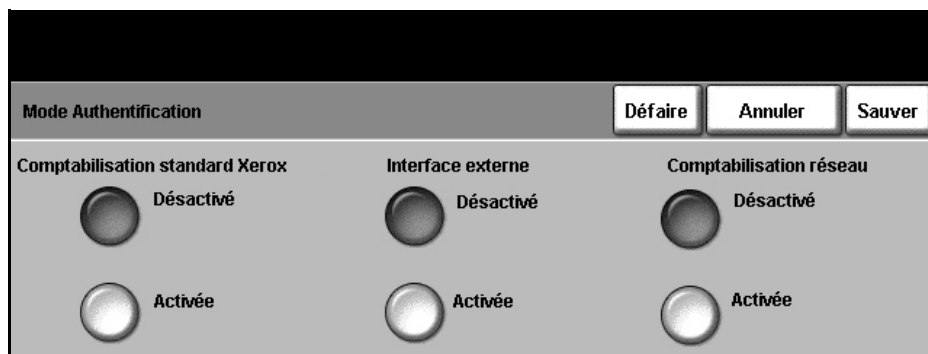 Mode Authentification
Défaire
Annuler
Sauver
Comptabilisation standard Xerox
Interface externe
Comptabilisation réseau
Désactivé
Désactivé
Désactivé
Activée
Activée
Activée